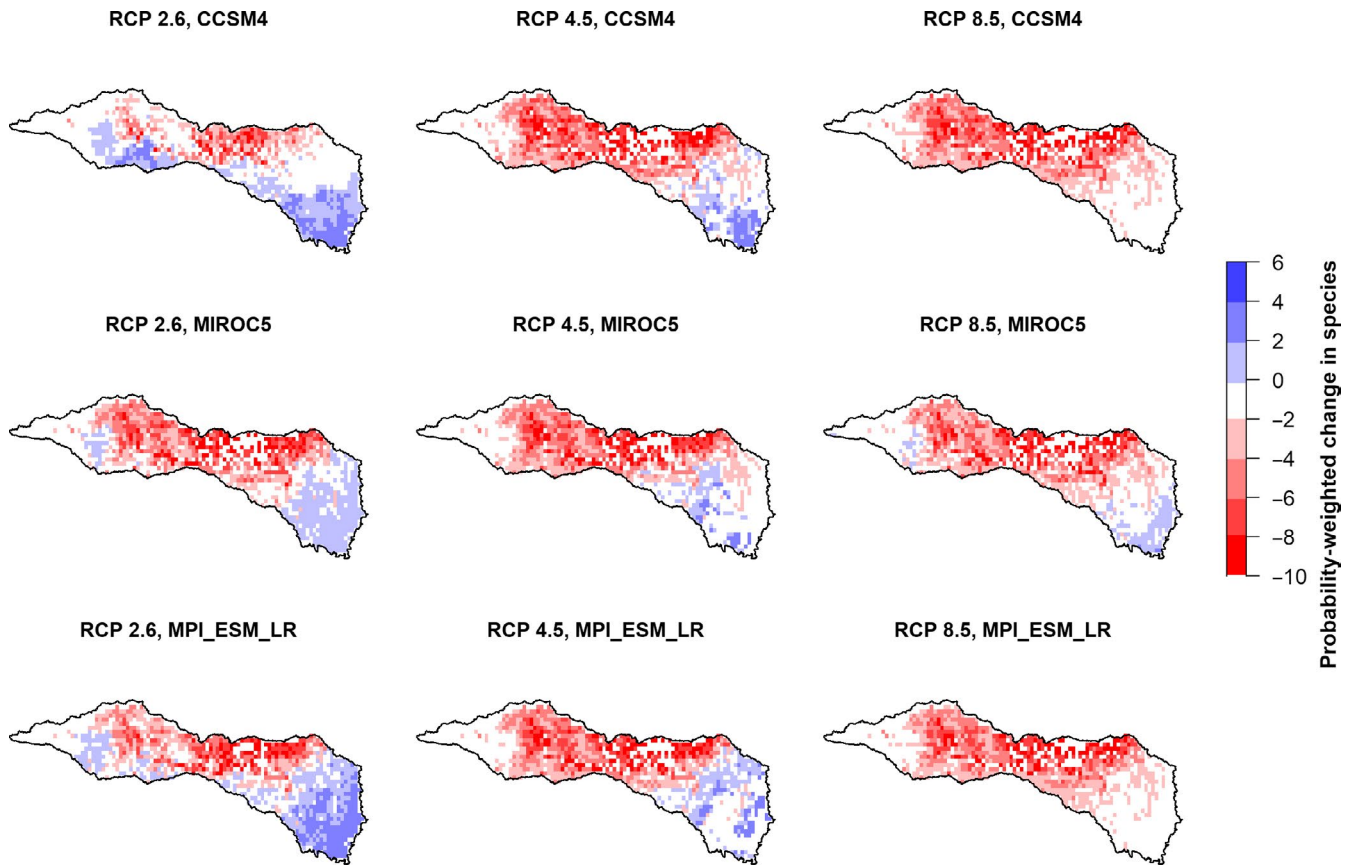 RCP 2.6, CCSM4
RCP 4.5, CCSM4
RCP 8.5, CCSM4
RCP 2.6, MIROC5
RCP 4.5, MIROC5
RCP 8.5, MIROC5
RCP 2.6, MPI_ESM_LR
RCP 4.5, MPI_ESM_LR
RCP 8.5, MPI_ESM_LR
6
4
2
0
−2
−4
−6
−8
−10
Probability-weighted change in species